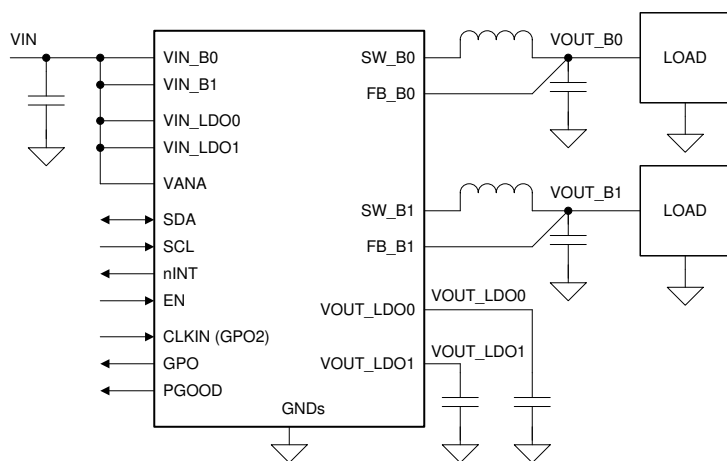 VIN
VIN_B0
VIN_B1
VIN_LDO0
VIN_LDO1
VANA
SDA
SCL
nINT
EN
CLKIN (GPO2)
GPO
PGOOD
GNDs
SW_B0
FB_B0
SW_B1
FB_B1
VOUT_LDO0
VOUT_LDO1
VOUT_B0
LOAD
VOUT_B1
LOAD
VOUT_LDO0
VOUT_LDO1